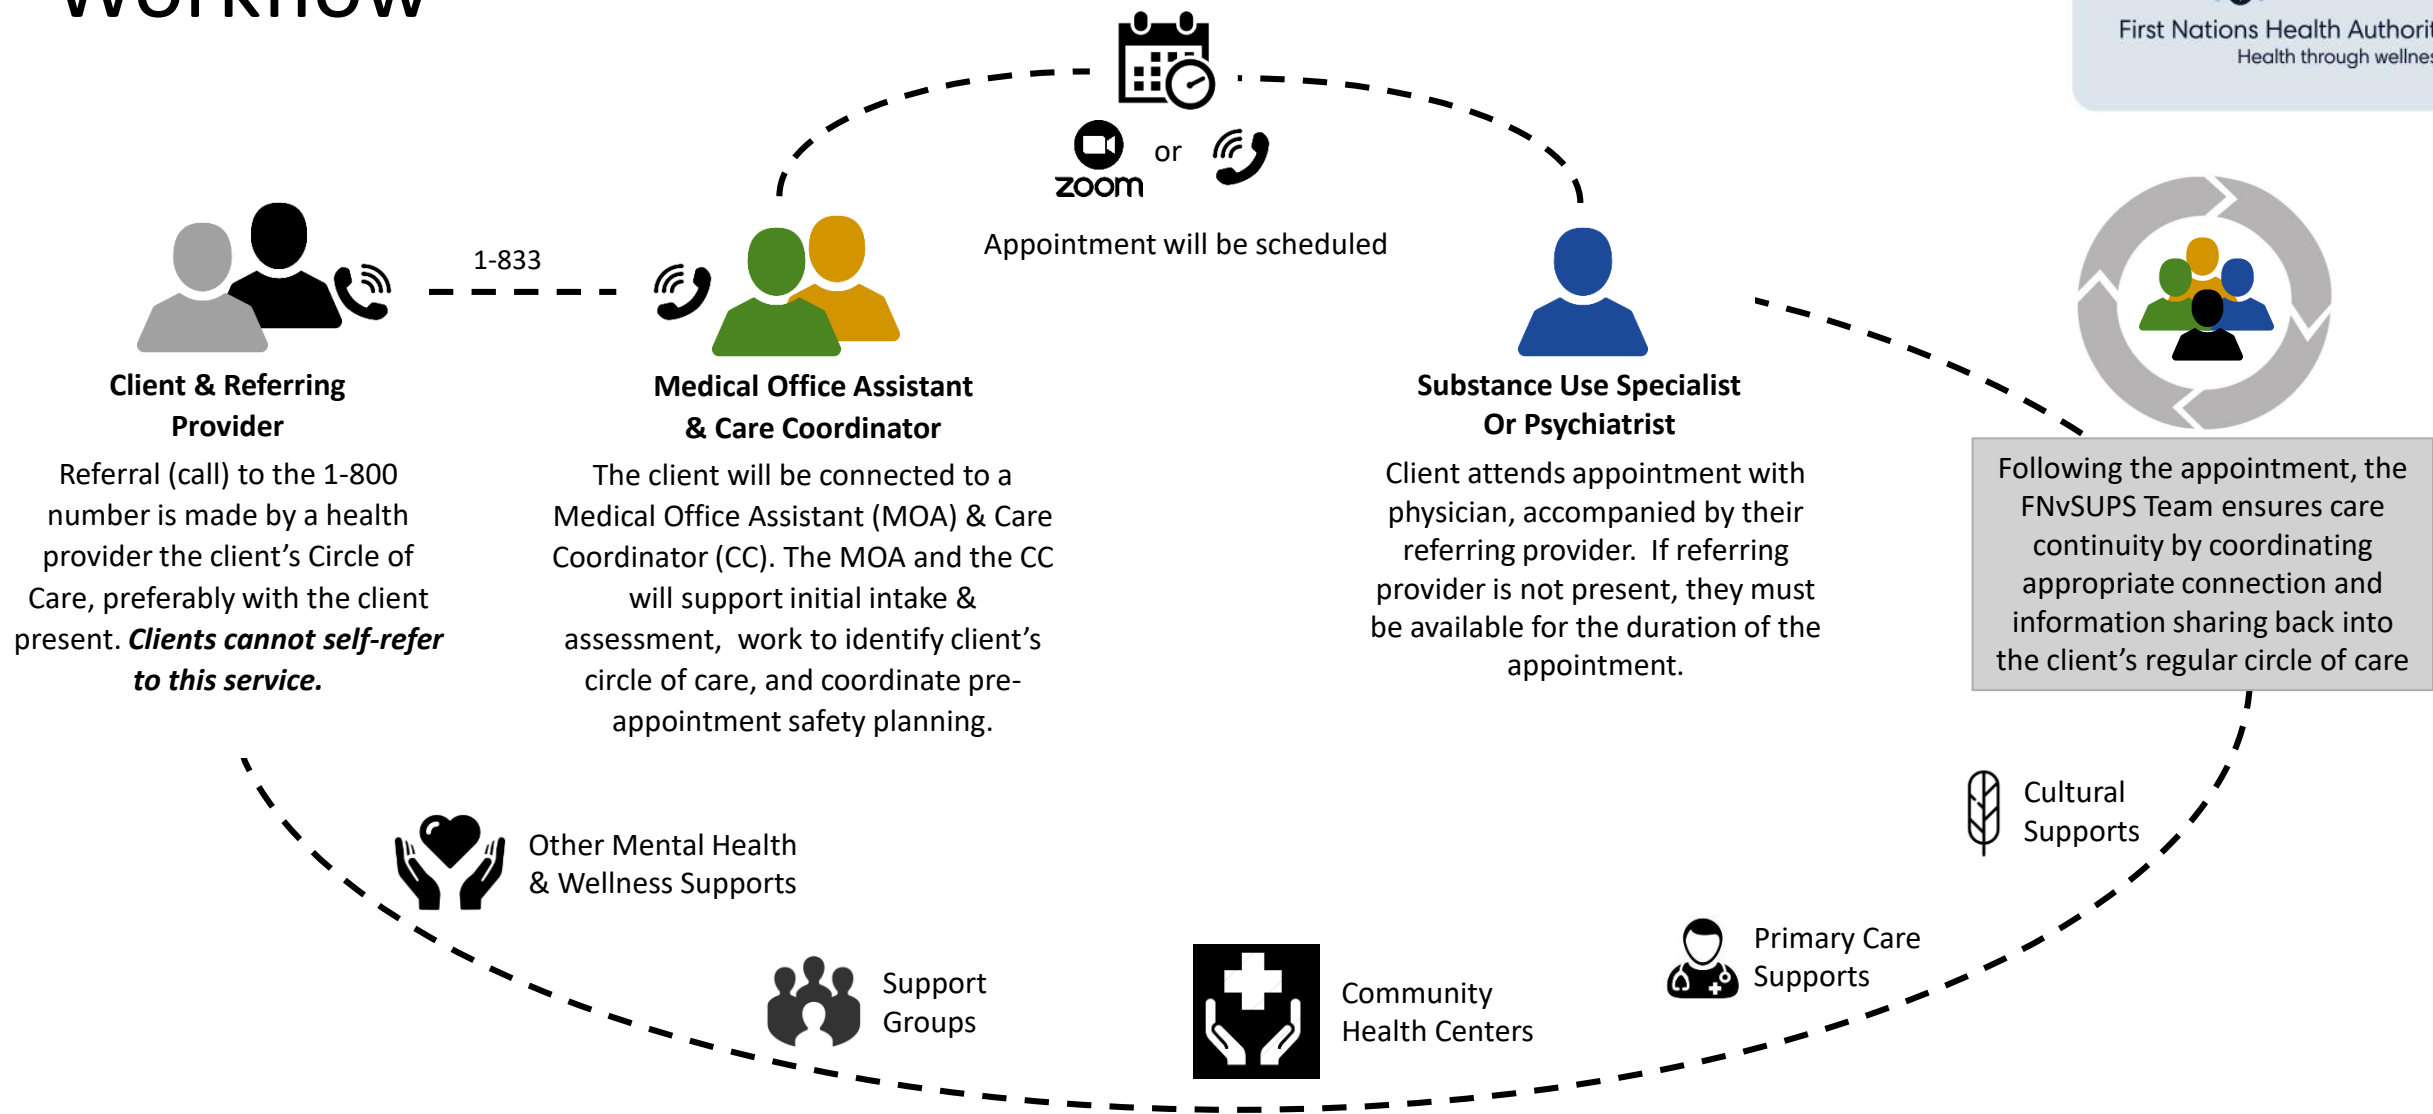 Workflow
First Nations Health Authorit
Health through wellnes
zoom
or
Appointment will be scheduled
1-833
Client & Referring
Provider
Referral (call) to the 1-800
number is made by a health
provider the client’s Circle of
Care, preferably with the client
present. Clients cannot self-refer
to this service.
Medical Office Assistant
& Care Coordinator
The client will be connected to a
Medical Office Assistant (MOA) & Care
Coordinator (CC). The MOA and the CC
will support initial intake &
assessment, work to identify client’s
circle of care, and coordinate pre-
appointment safety planning.
Substance Use Specialist
Or Psychiatrist
Client attends appointment with
physician, accompanied by their
referring provider. If referring
provider is not present, they must
be available for the duration of the
appointment.
Following the appointment, the
FNvSUPS Team ensures care
continuity by coordinating
appropriate connection and
information sharing back into
the client’s regular circle of care
Other Mental Health
& Wellness Supports
Support
Groups
Community
Health Centers
Primary Care
Supports
Cultural
Supports